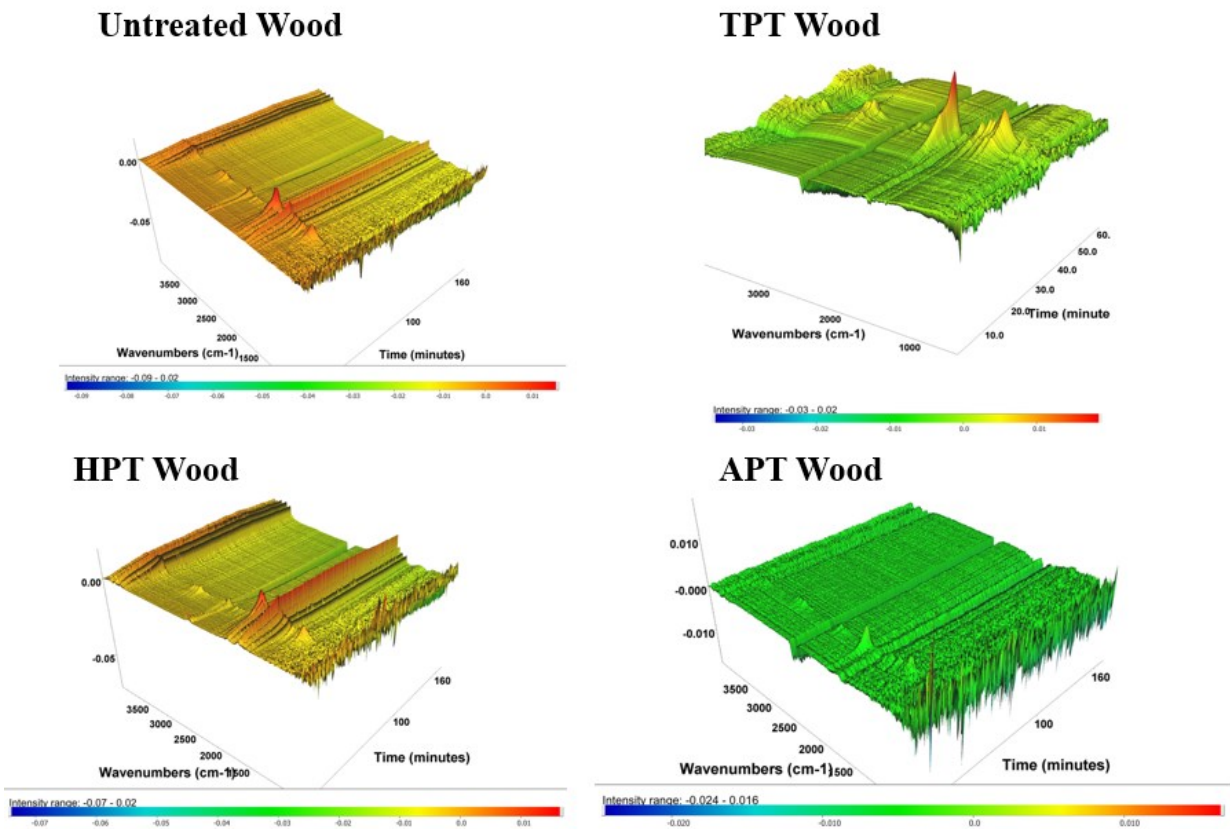 Untreated Wood
0.00
-0.05
3500
3000
2500
2000
1500
Wavenumbers (cm-1)
100
160
Time (minutes)
Intensity range: -0.09 - 0.02
-0.09 -0.08 -0.07 -0.06 -0.05 -0.04 -0.03 -0.02 -0.01 0.0 0.01
TPT Wood
3000
2000
1000
Wavenumbers (cm-1)
10.0
20.0
30.0
40.0
50.0
60.
Time (minute
Intensity range: -0.03 - 0.02
-0.03 -0.02 -0.01 0.0 0.01
HPT Wood
0.00
-0.05
3500
3000
2500
2000
1500
Wavenumbers (cm-1)
100
160
Time (minutes)
Intensity range: -0.07 - 0.02
-0.07 -0.06 -0.05 -0.04 -0.03 -0.02 -0.01 0.0 0.01
APT Wood
0.010
-0.000
-0.010
3500
3000
2500
2000
1500
Wavenumbers (cm-1)
100
160
Time (minutes)
Intensity range: -0.024 - 0.016
-0.020 -0.010 0.0 0.010